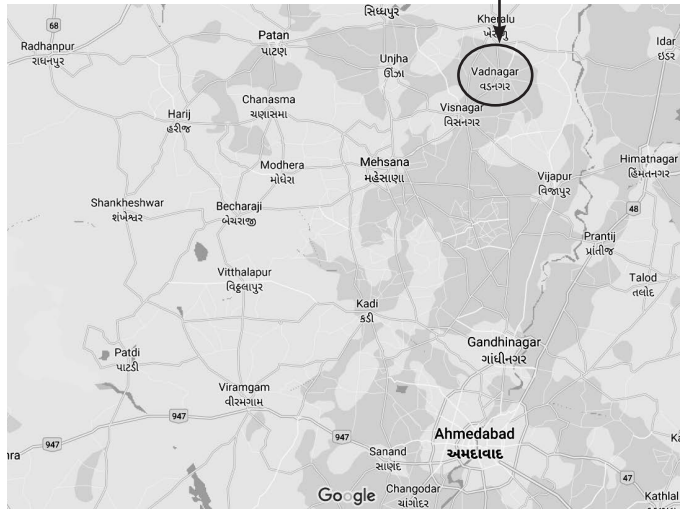 સિધ્ધપુર
Kheralu
ખેરાળુ
68
Radhanpur
રાધનપુર
Patan
પાટણ
Unjha
ઊંઝા
Vadnagar
વડનગર
Idar
ઇડર
Chanasma
ચણાસમા
Harij
હારીજ
Visnagar
વિસનગર
Modhera
મોઢેરા
Mehsana
મહેસાણા
Vijapur
વિજાપુર
Himatnagar
હિંમતનગર
Shankheshwar
શંખેશ્વર
Becharaji
બેચરાજી
48
Prantij
પ્રાંતીજ
Vitthalapur
વિઠ્ઠલાપુર
Talod
તલોદ
Kadi
કડી
Gandhinagar
ગાંધીનગર
Patdi
પાટડી
Viramgam
વીરમગામ
947
947
947
Ahmedabad
અમદાવાદ
Sanand
સાણંદ
47
Google
Changodar
ચાંગોદર
Kathlal